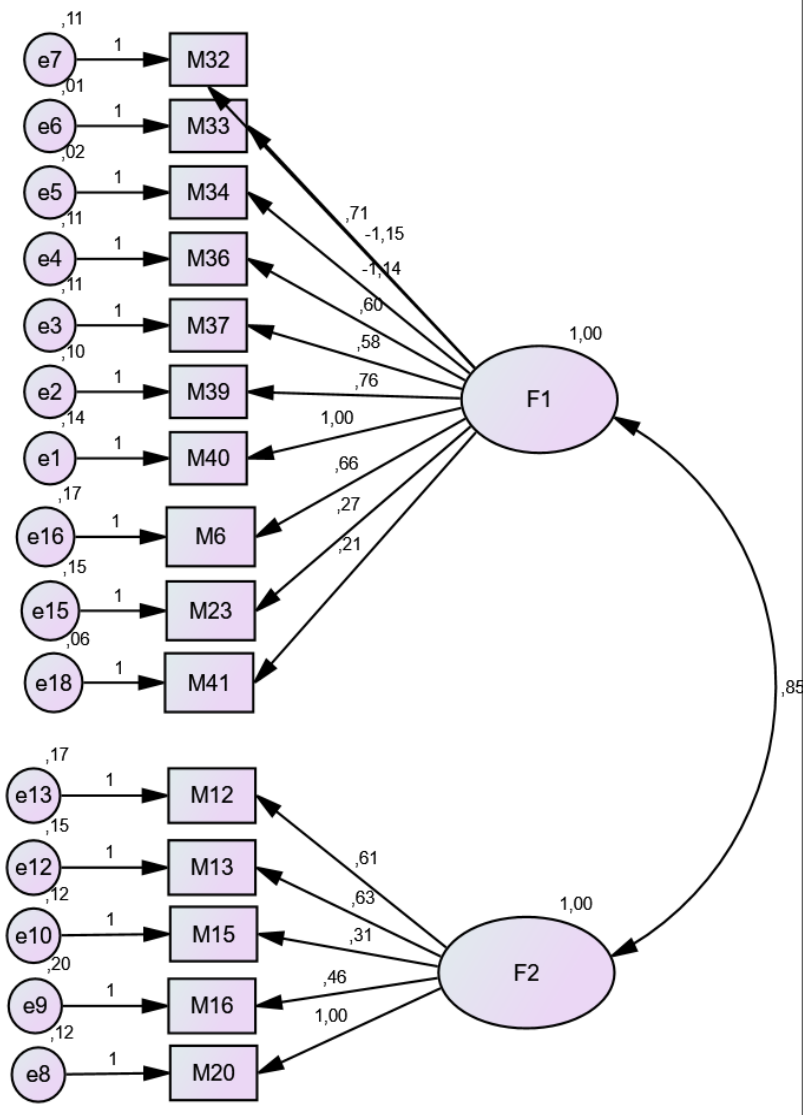 ,11
e7 1 M32
,01
e6 1 M33
,02
e5 1 M34
,11
e4 1 M36
,11
e3 1 M37
,10
e2 1 M39
,14
e1 1 M40
,17
e16 1 M6
,15
e15 1 M23
,06
e18 1 M41
,71
-1,15
-1,14
,60
,58
,76
1,00
,66
,27
,21
1,00
F1
,85
,17
e13 1 M12
,15
e12 1 M13
,12
e10 1 M15
,20
e9 1 M16
,12
e8 1 M20
,61
,63
,31
,46
1,00
1,00
F2